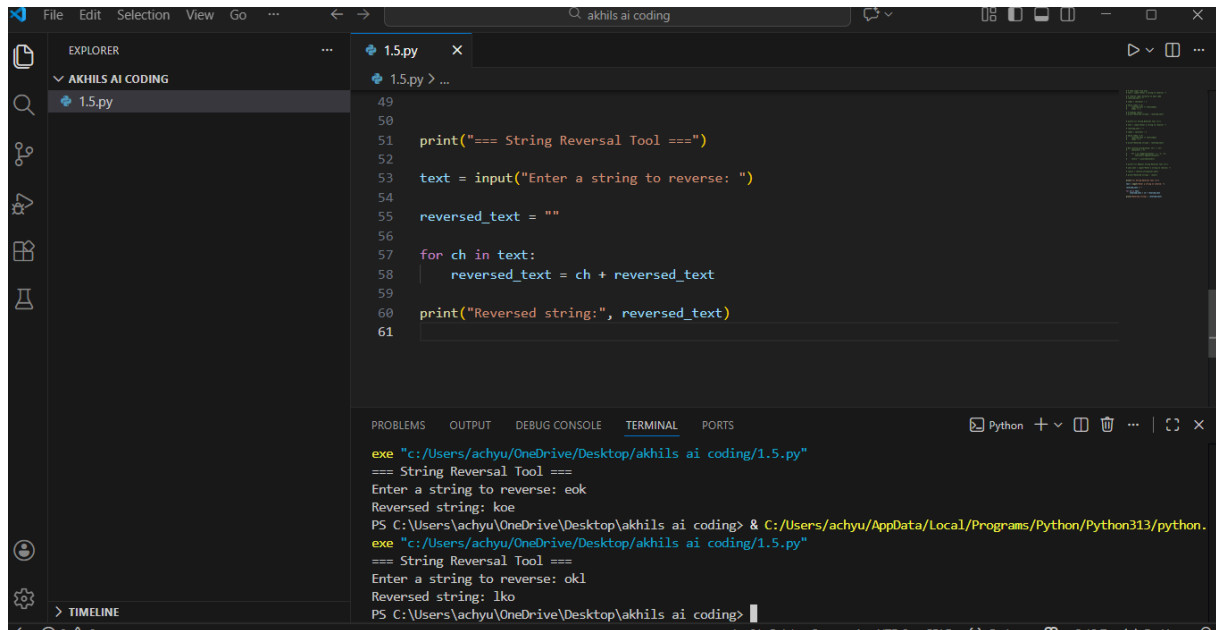 File Edit Selection View Go ··· ← → akhils ai coding
EXPLORER ···
AKHILS AI CODING
1.5.py
1.5.py ×
1.5.py > ...
49
50
51 print("=== String Reversal Tool ===")
52
53 text = input("Enter a string to reverse: ")
54
55 reversed_text = ""
56
57 for ch in text:
58 reversed_text = ch + reversed_text
59
60 print("Reversed string:", reversed_text)
61
PROBLEMS OUTPUT DEBUG CONSOLE TERMINAL PORTS Python
exe "c:/Users/achyu/OneDrive/Desktop/akhils ai coding/1.5.py"
=== String Reversal Tool ===
Enter a string to reverse: eok
Reversed string: koe
PS C:\Users\achyu\OneDrive\Desktop\akhils ai coding> & C:/Users/achyu/AppData/Local/Programs/Python/Python313/python.
exe "c:/Users/achyu/OneDrive/Desktop/akhils ai coding/1.5.py"
=== String Reversal Tool ===
Enter a string to reverse: okl
Reversed string: lko
PS C:\Users\achyu\OneDrive\Desktop\akhils ai coding>
TIMELINE